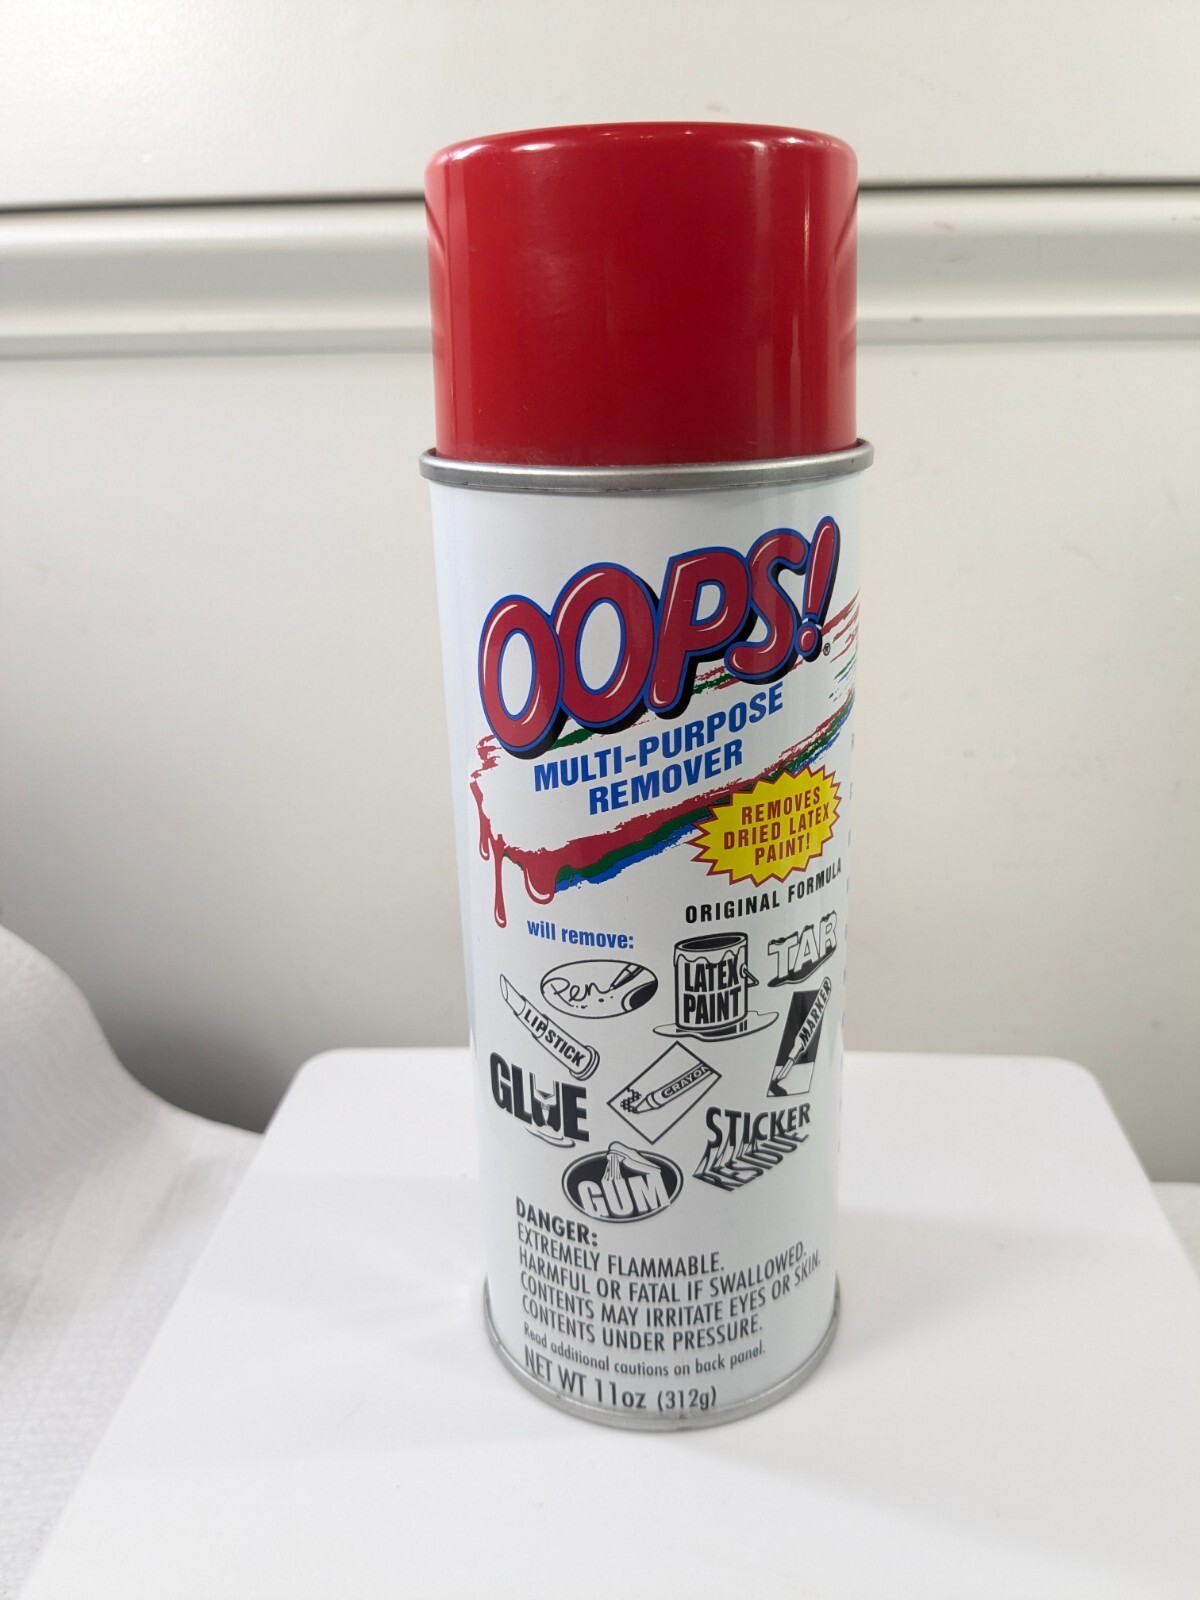 OOPS!®
MULTI-PURPOSE
REMOVER
REMOVES
DRIED LATEX
PAINT!
ORIGINAL FORMULA
will remove:
Pen
LATEX
PAINT
TAR
LIPSTICK
MARKER
GLUE
CRAYON
STICKER
RESIDUE
GUM
DANGER:
EXTREMELY FLAMMABLE.
HARMFUL OR FATAL IF SWALLOWED.
CONTENTS MAY IRRITATE EYES OR SKIN.
CONTENTS UNDER PRESSURE.
Read additional cautions on back panel.
NET WT 11oz (312g)